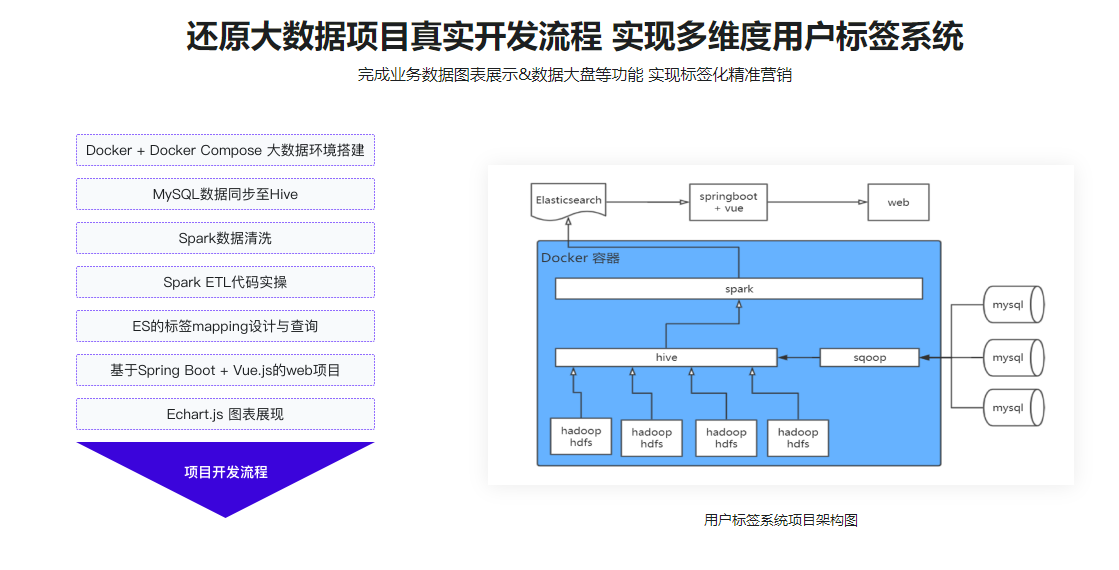 还原大数据项目真实开发流程 实现多维度用户标签系统
完成业务数据图表展示&数据大盘等功能 实现标签化精准营销
Docker + Docker Compose 大数据环境搭建
MySQL数据同步至Hive
Spark数据清洗
Spark ETL代码实操
ES的标签mapping设计与查询
基于Spring Boot + Vue.js的web项目
Echart.js 图表展现
项目开发流程
Elasticsearch
springboot
+ vue
web
Docker 容器
spark
hive
sqoop
mysql
mysql
mysql
hadoop
hdfs
hadoop
hdfs
hadoop
hdfs
hadoop
hdfs
用户标签系统项目架构图